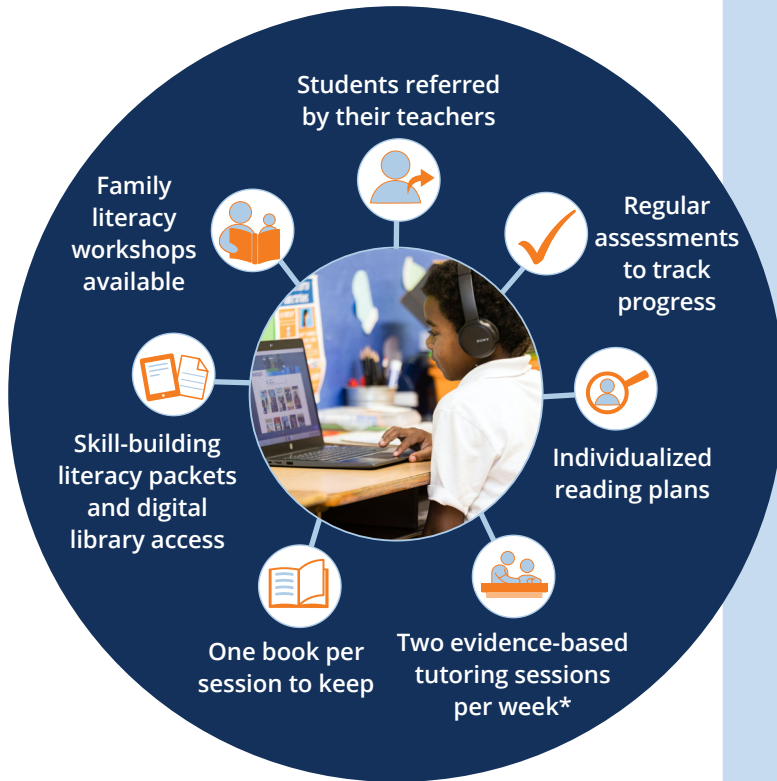 Students referred
by their teachers
Regular
assessments
to track
progress
Individualized
reading plans
Two evidence-based
tutoring sessions
per week*
One book per
session to keep
Skill-building
literacy packets
and digital
library access
Family
literacy
workshops
available
SONY